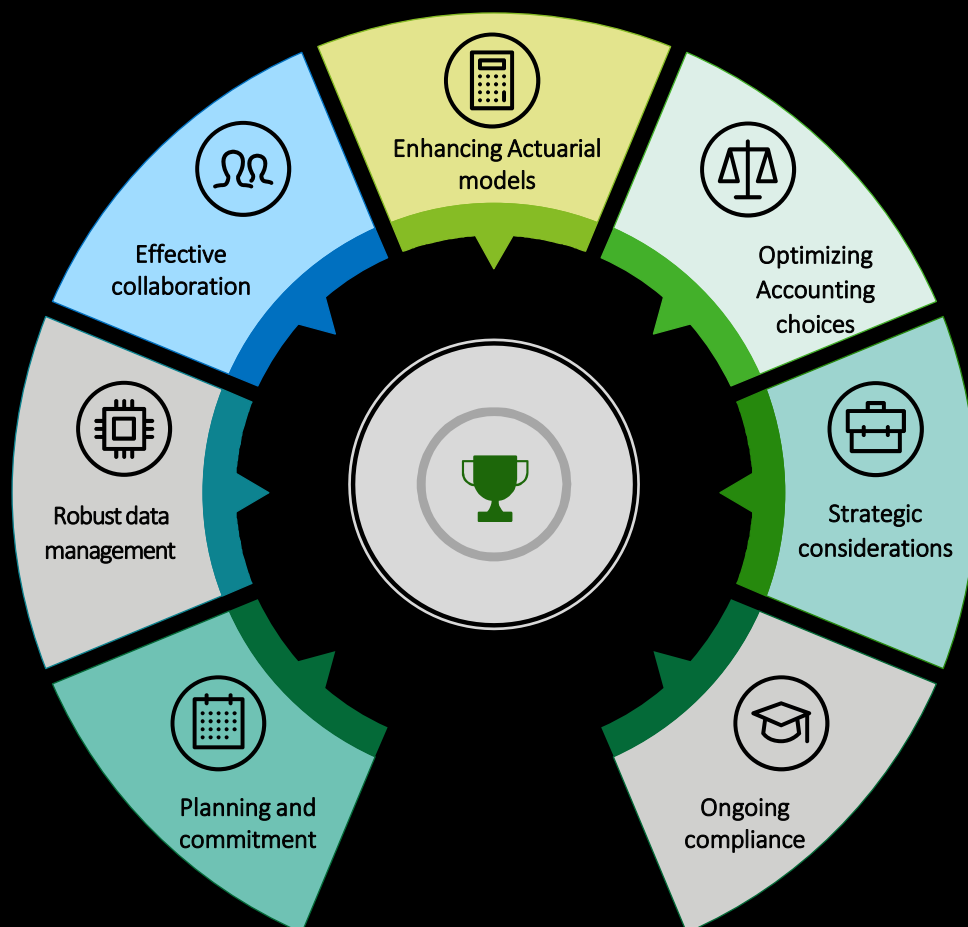 Enhancing Actuarial
models
Effective
collaboration
Optimizing
Accounting
choices
Robust data
management
Strategic
considerations
Planning and
commitment
Ongoing
compliance